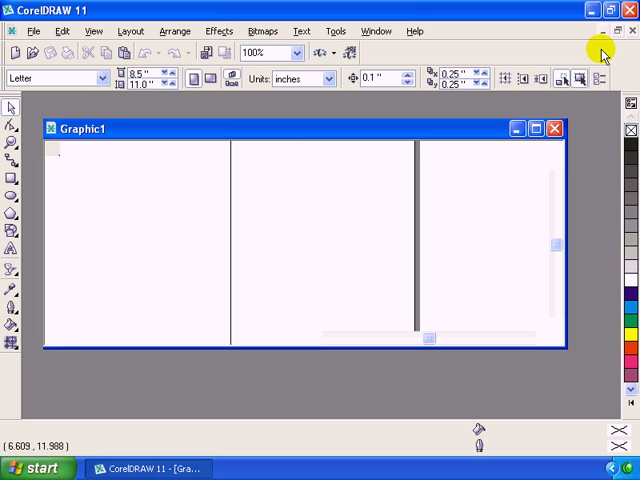 CorelDRAW 11
File Edit View Layout Arrange Effects Bitmaps Text Tools Window Help
100%
Letter 8.5 " 11.0 " Units: inches 0.1 " x 0.25 " y 0.25 "
Graphic1
( 6.609 , 11.988 )
start CorelDRAW 11 - [Gra...